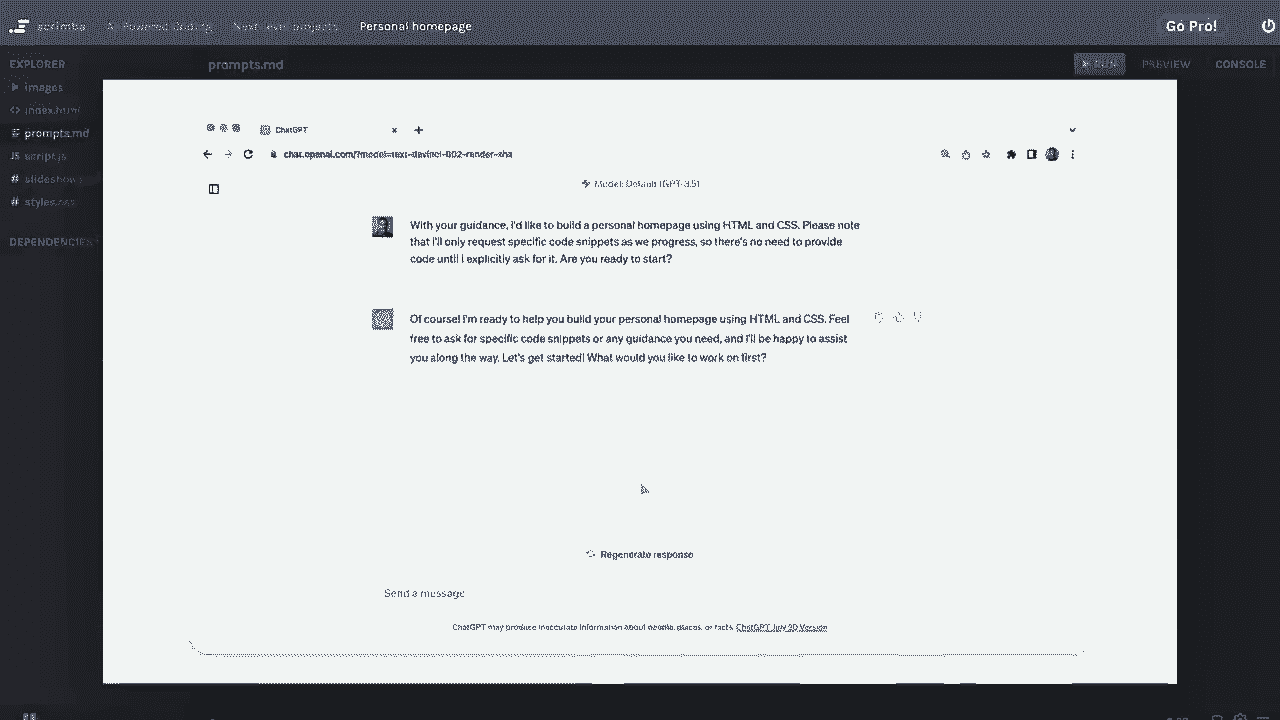 scrimba AI-Powered Coding Next-level projects Personal homepage Go Pro!
EXPLORER prompts.md RUN PREVIEW CONSOLE
images
index.html
prompts.md
script.js
slideshow
styles.css
DEPENDENCIES
ChatGPT
chat.openai.com/?model=text-davinci-002-render-sha
Model: Default (GPT-3.5)
With your guidance, I'd like to build a personal homepage using HTML and CSS. Please note
that I'll only request specific code snippets as we progress, so there's no need to provide
code until I explicitly ask for it. Are you ready to start?
Of course! I'm ready to help you build your personal homepage using HTML and CSS. Feel
free to ask for specific code snippets or any guidance you need, and I'll be happy to assist
you along the way. Let's get started! What would you like to work on first?
Regenerate response
Send a message
ChatGPT may produce inaccurate information about people, places, or facts. ChatGPT July 20 Version